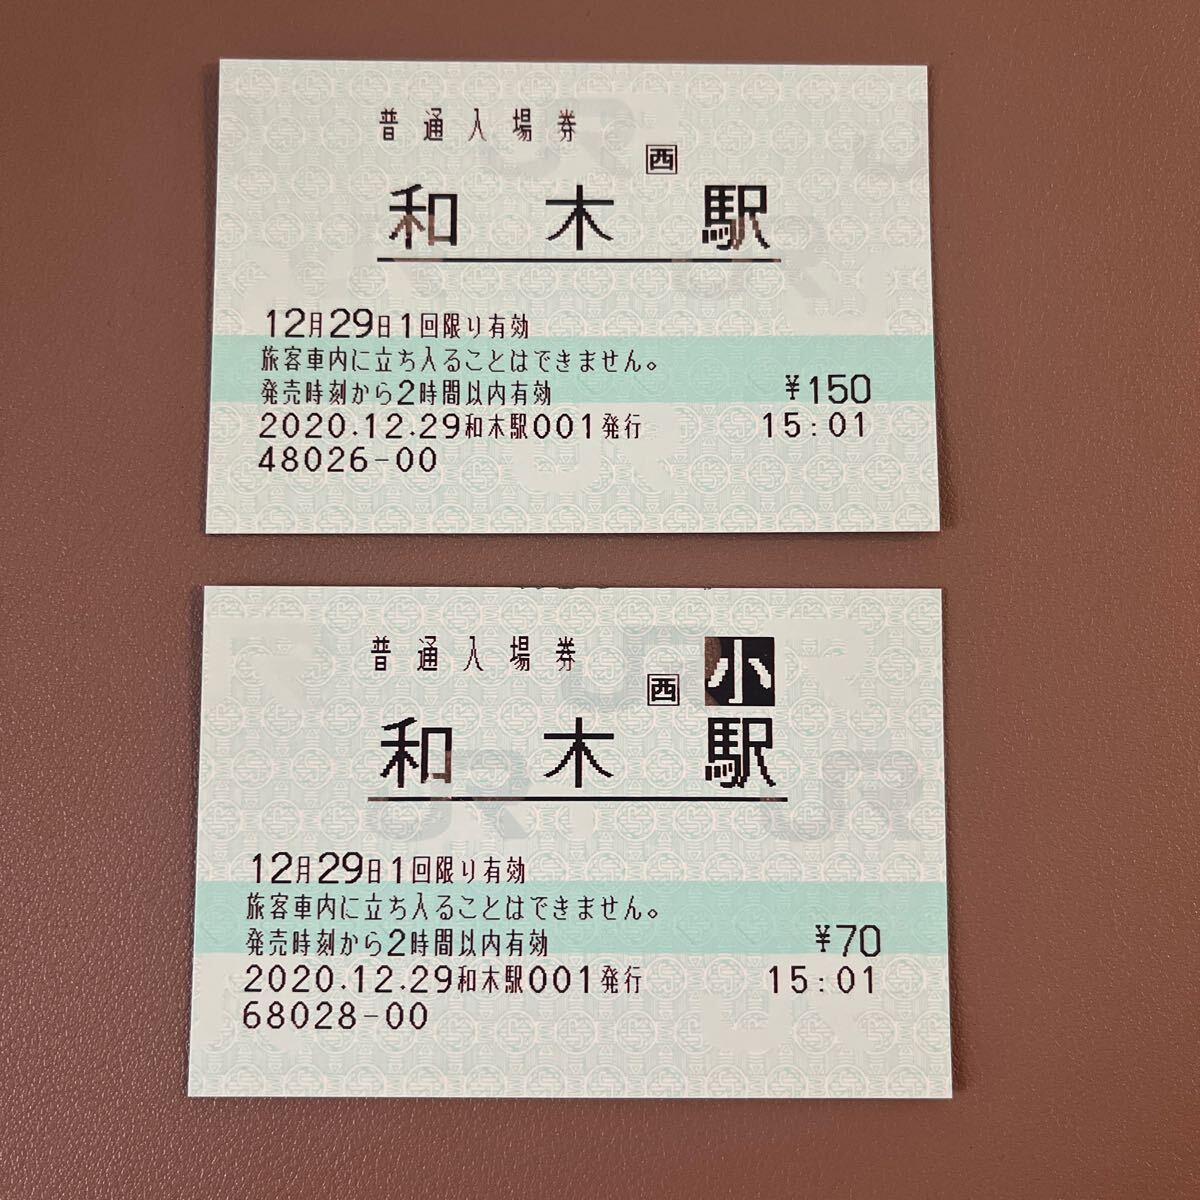 普通入場券
西
和木駅
12月29日1回限り有効
旅客車内に立ち入ることはできません。
発売時刻から2時間以内有効 ¥150
2020.12.29和木駅001発行 15:01
48026-00
普通入場券
西 小
和木駅
12月29日1回限り有効
旅客車内に立ち入ることはできません。
発売時刻から2時間以内有効 ¥70
2020.12.29和木駅001発行 15:01
68028-00